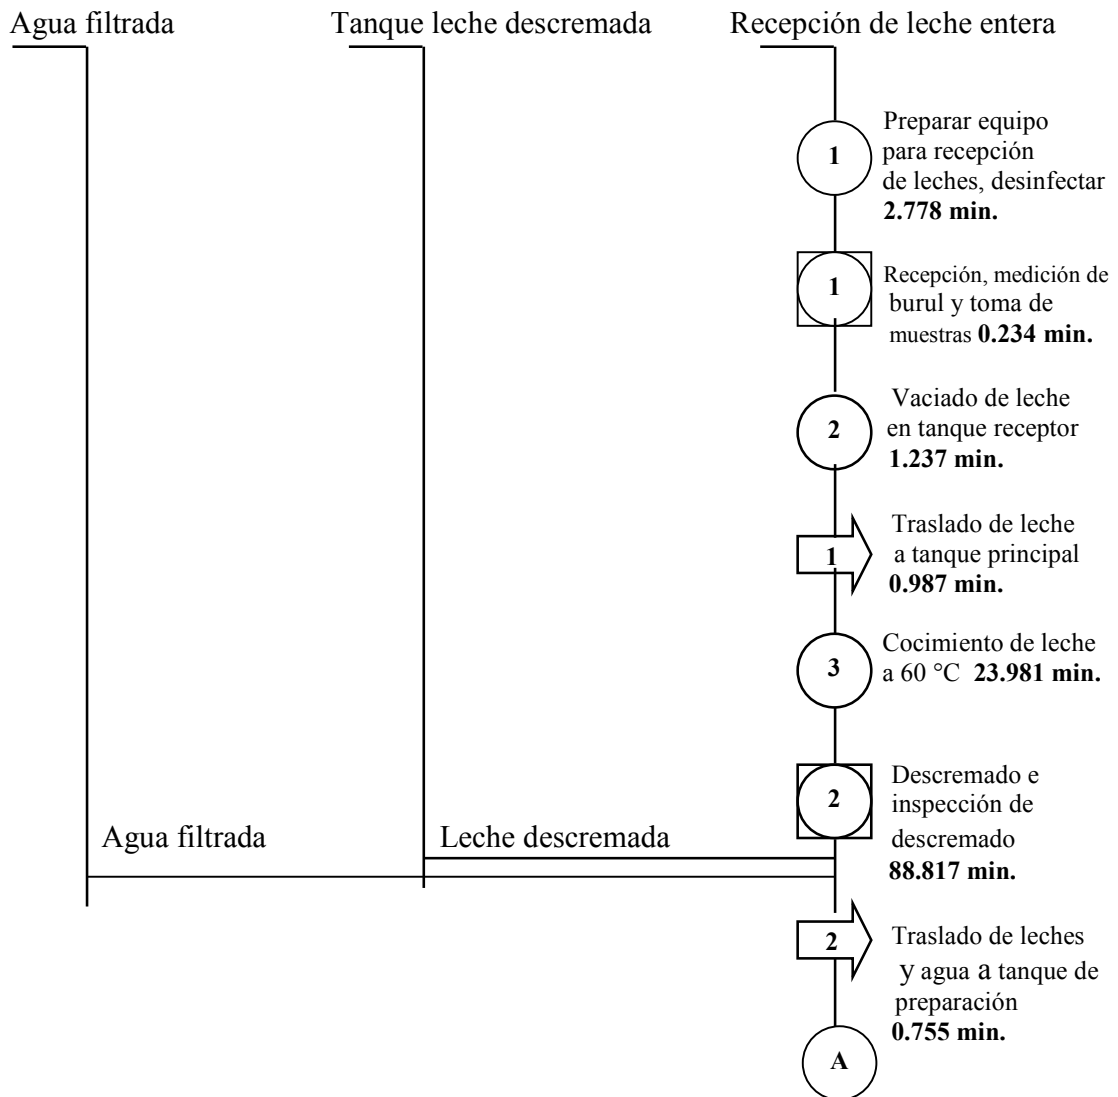 Agua filtrada
Tanque leche descremada
Recepción de leche entera
1
Preparar equipo
para recepción
de leches, desinfectar
2.778 min.
1
Recepción, medición de
burul y toma de
muestras 0.234 min.
2
Vaciado de leche
en tanque receptor
1.237 min.
1
Traslado de leche
a tanque principal
0.987 min.
3
Cocimiento de leche
a 60 °C 23.981 min.
2
Descremado e
inspección de
descremado
88.817 min.
Agua filtrada
Leche descremada
2
Traslado de leches
y agua a tanque de
preparación
0.755 min.
A